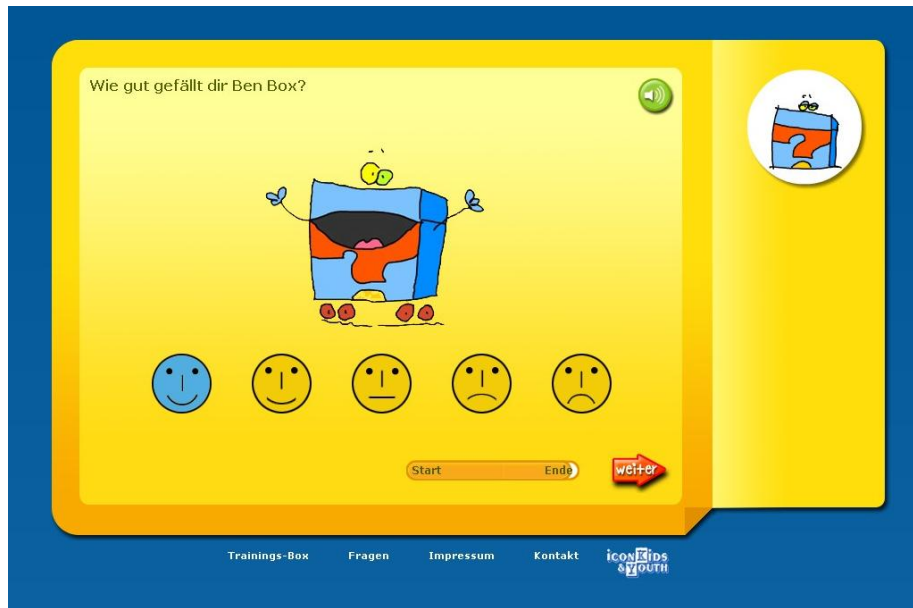 Wie gut gefällt dir Ben Box?
?
?
Start Ende
weiter
Trainings-Box Fragen Impressum Kontakt
iconKids
&Youth